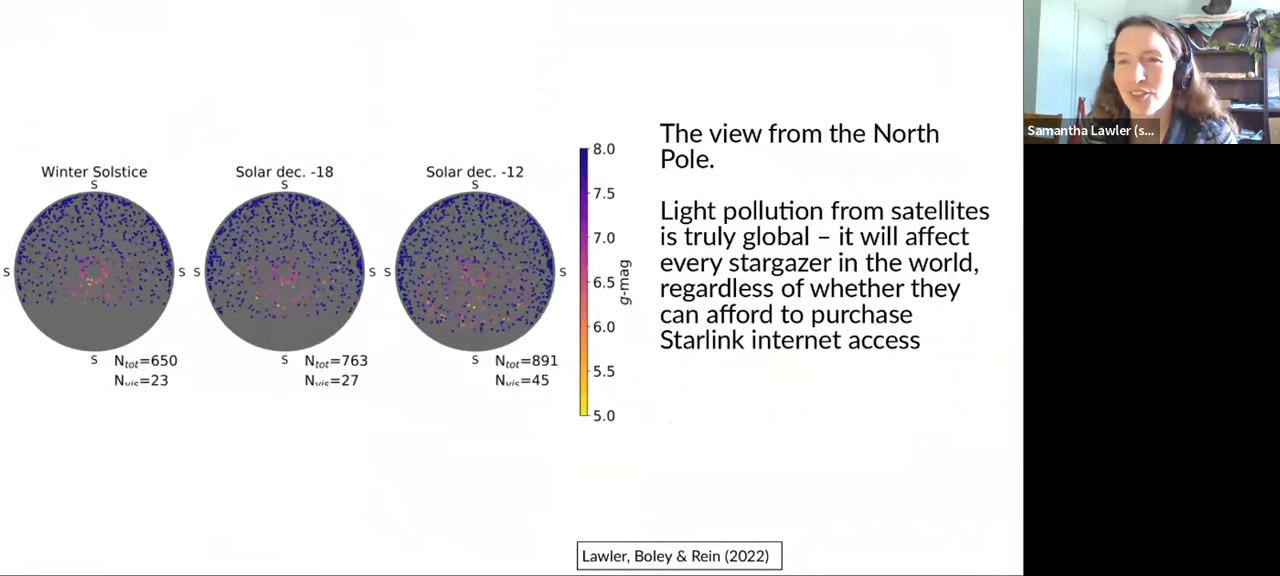 Winter Solstice
S
S
S
S
N_tot=650
N_vis=23
Solar dec. -18
S
S
S
N_tot=763
N_vis=27
Solar dec. -12
S
S
S
N_tot=891
N_vis=45
8.0
7.5
7.0
6.5
6.0
5.5
5.0
g-mag
The view from the North
Pole.
Light pollution from satellites
is truly global – it will affect
every stargazer in the world,
regardless of whether they
can afford to purchase
Starlink internet access
Lawler, Boley & Rein (2022)
Samantha Lawler (s...